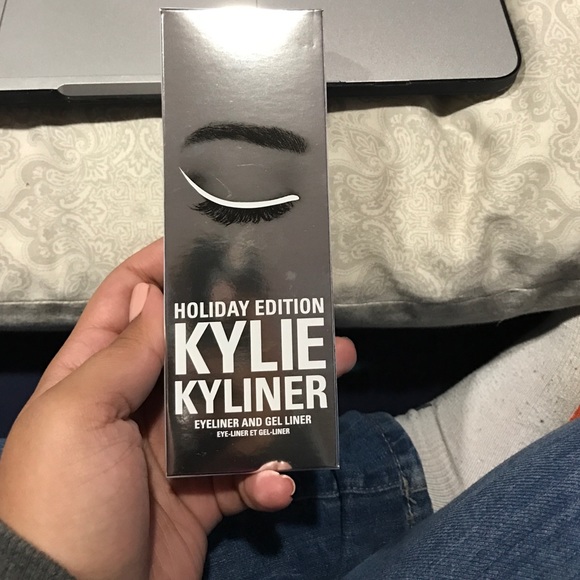 HOLIDAY EDITION
KYLIE
KYLINER
EYELINER AND GEL LINER
EYE-LINER ET GEL-LINER